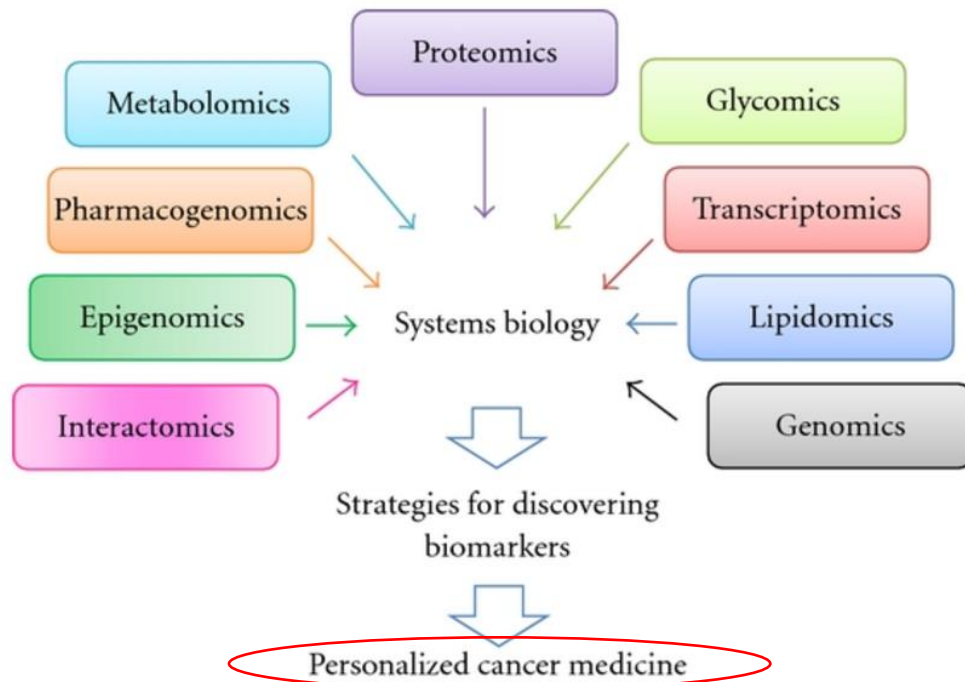 Proteomics
Metabolomics
Glycomics
Pharmacogenomics
Transcriptomics
Epigenomics
Systems biology
Lipidomics
Interactomics
Genomics
Strategies for discovering
biomarkers
Personalized cancer medicine